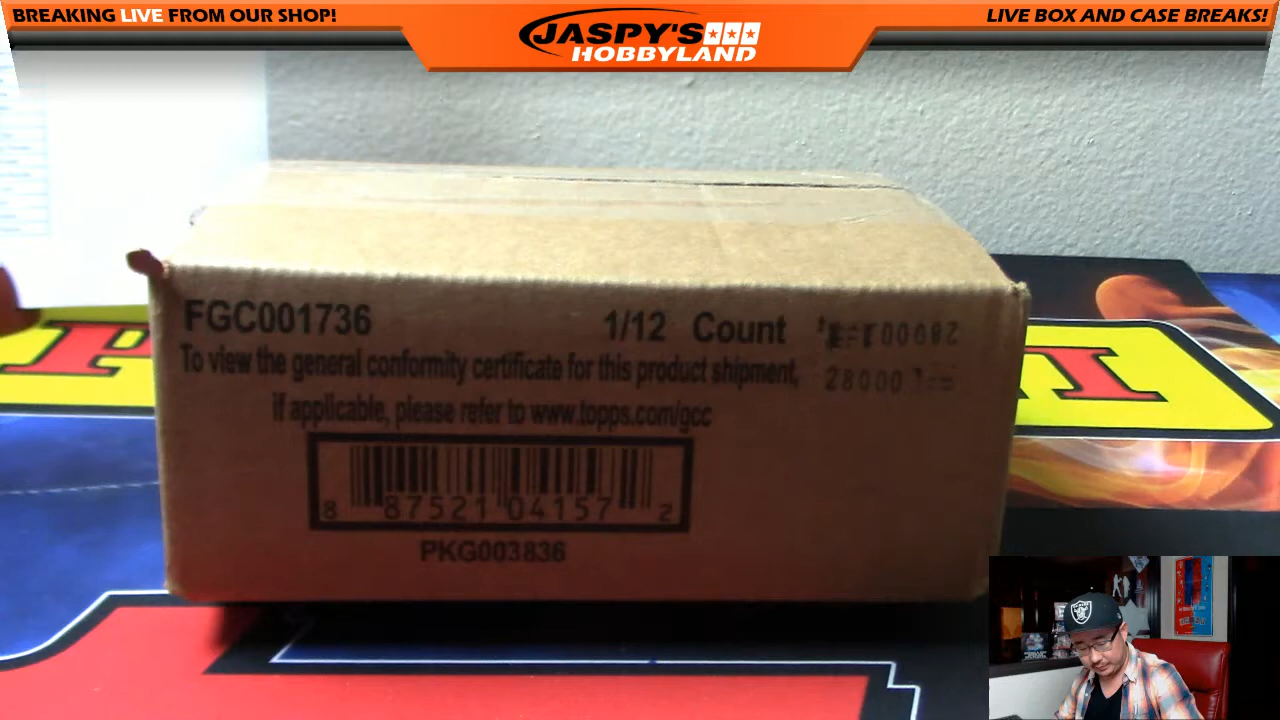 BREAKING LIVE FROM OUR SHOP!
JASPY'S
HOBBYLAND
LIVE BOX AND CASE BREAKS!
FGC001736
1/12 Count
To view the general conformity certificate for this product shipment,
28000
if applicable, please refer to www.topps.com/gcc
8 87521 04157 2
PKG003836